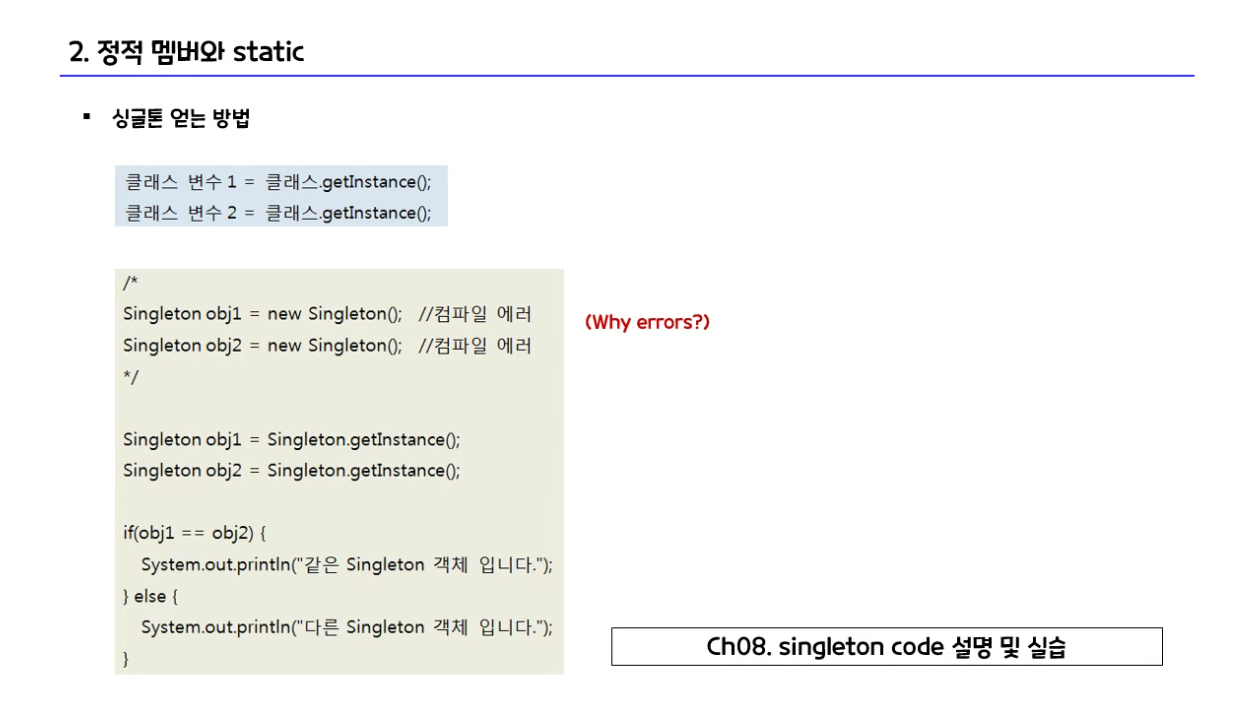 2. 정적 멤버와 static
▪ 싱글톤 얻는 방법
클래스 변수 1 = 클래스.getInstance();
클래스 변수 2 = 클래스.getInstance();
/*
Singleton obj1 = new Singleton(); //컴파일 에러
(Why errors?)
Singleton obj2 = new Singleton(); //컴파일 에러
*/
Singleton obj1 = Singleton.getInstance();
Singleton obj2 = Singleton.getInstance();
if(obj1 == obj2) {
System.out.println("같은 Singleton 객체 입니다.");
} else {
System.out.println("다른 Singleton 객체 입니다.");
}
Ch08. singleton code 설명 및 실습